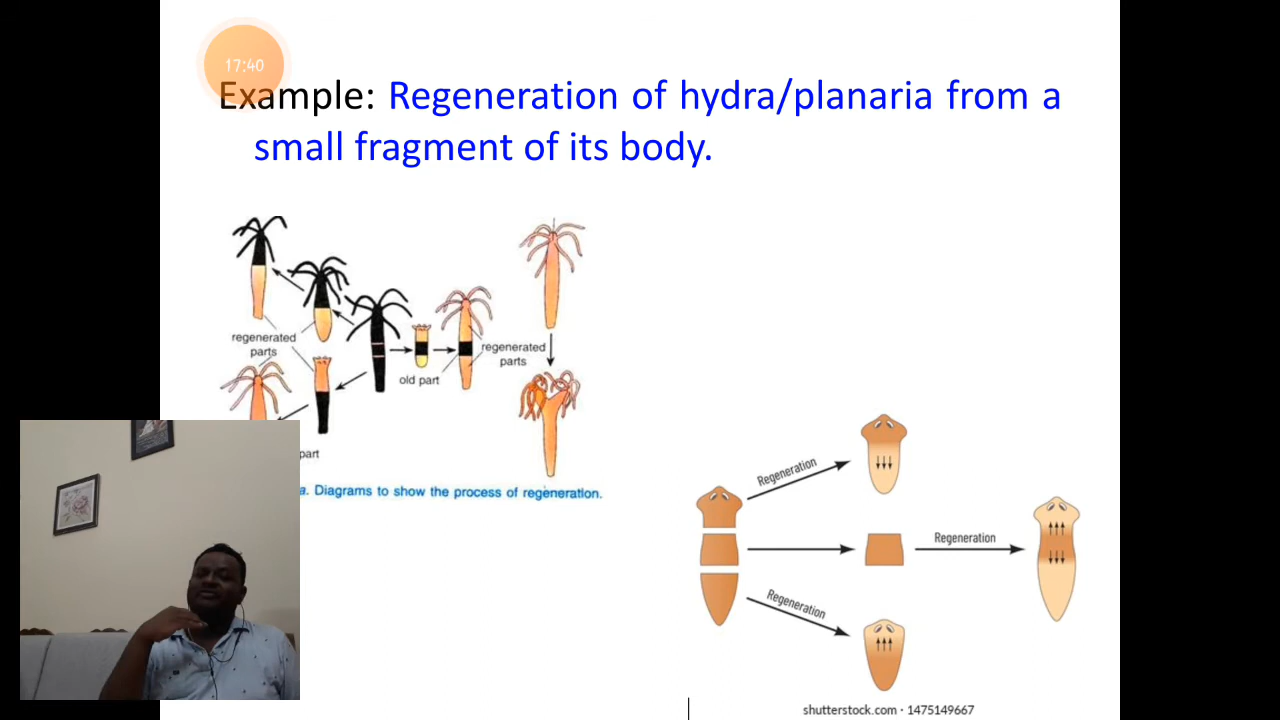 17:40
Example: Regeneration of hydra/planaria from a
small fragment of its body.
regenerated
parts
regenerated
parts
old part
part
a. Diagrams to show the process of regeneration.
Regeneration
Regeneration
Regeneration
shutterstock.com · 1475149667